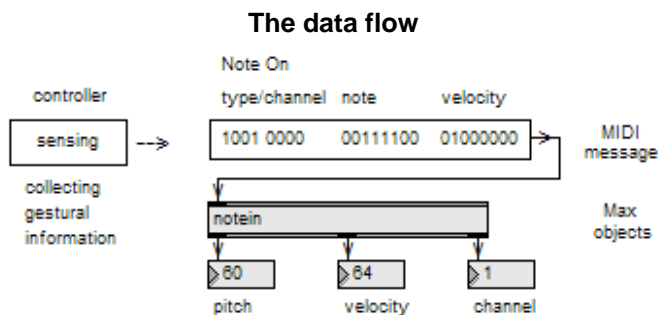 The data flow
Note On
controller type/channel note velocity
sensing 1001 0000 00111100 01000000 MIDI
message
collecting
gestural
information
notein
Max
objects
60 64 1
pitch velocity channel